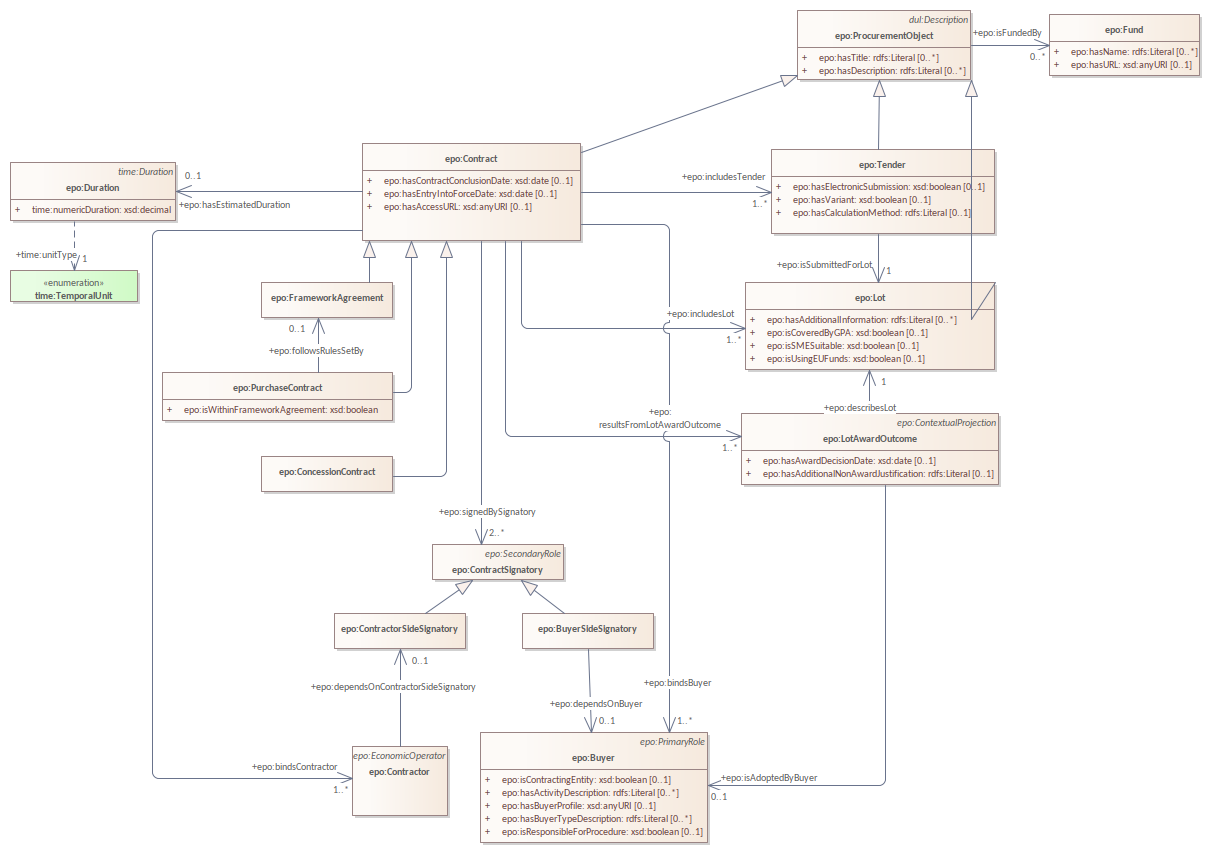 dul:Description
epo:ProcurementObject
+ epo:hasTitle: rdfs:Literal [0..*]
+ epo:hasDescription: rdfs:Literal [0..*]
+epo:isFundedBy
0..*
epo:Fund
+ epo:hasName: rdfs:Literal [0..*]
+ epo:hasURL: xsd:anyURI [0..1]
time:Duration
epo:Duration
+ time:numericDuration: xsd:decimal
0..1
+epo:hasEstimatedDuration
+time:unitType
1
«enumeration»
time:TemporalUnit
epo:Contract
+ epo:hasContractConclusionDate: xsd:date [0..1]
+ epo:hasEntryIntoForceDate: xsd:date [0..1]
+ epo:hasAccessURL: xsd:anyURI [0..1]
+epo:includesTender
1..*
epo:Tender
+ epo:hasElectronicSubmission: xsd:boolean [0..1]
+ epo:hasVariant: xsd:boolean [0..1]
+ epo:hasCalculationMethod: rdfs:Literal [0..1]
+epo:isSubmittedForLot
1
epo:Lot
+ epo:hasAdditionalInformation: rdfs:Literal [0..*]
+ epo:isCoveredByGPA: xsd:boolean [0..1]
+ epo:isSMESuitable: xsd:boolean [0..1]
+ epo:isUsingEUFunds: xsd:boolean [0..1]
+epo:includesLot
1..*
epo:FrameworkAgreement
0..1
+epo:followsRulesSetBy
epo:PurchaseContract
+ epo:isWithinFrameworkAgreement: xsd:boolean
epo:ConcessionContract
1
+epo:describesLot
+epo:
resultsFromLotAwardOutcome
1..*
epo:ContextualProjection
epo:LotAwardOutcome
+ epo:hasAwardDecisionDate: xsd:date [0..1]
+ epo:hasAdditionalNonAwardJustification: rdfs:Literal [0..1]
+epo:signedBySignatory
2..*
epo:SecondaryRole
epo:ContractSignatory
epo:ContractorSideSignatory
epo:BuyerSideSignatory
0..1
+epo:dependsOnContractorSideSignatory
+epo:dependsOnBuyer
0..1
+epo:bindsBuyer
1..*
+epo:bindsContractor
1..*
epo:EconomicOperator
epo:Contractor
epo:PrimaryRole
epo:Buyer
+ epo:isContractingEntity: xsd:boolean [0..1]
+ epo:hasActivityDescription: rdfs:Literal [0..*]
+ epo:hasBuyerProfile: xsd:anyURI [0..1]
+ epo:hasBuyerTypeDescription: rdfs:Literal [0..*]
+ epo:isResponsibleForProcedure: xsd:boolean [0..1]
+epo:isAdoptedByBuyer
0..1